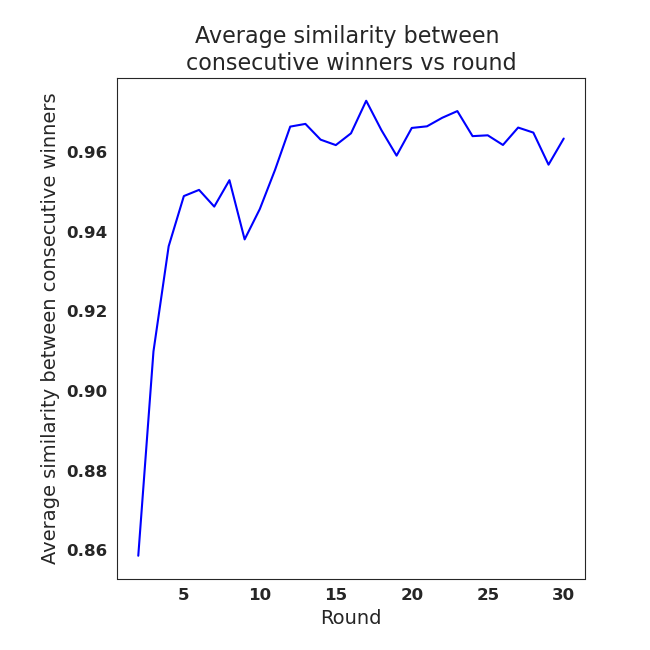 Average similarity between
consecutive winners vs round
Average similarity between consecutive winners
0.96
0.94
0.92
0.90
0.88
0.86
5 10 15 20 25 30
Round